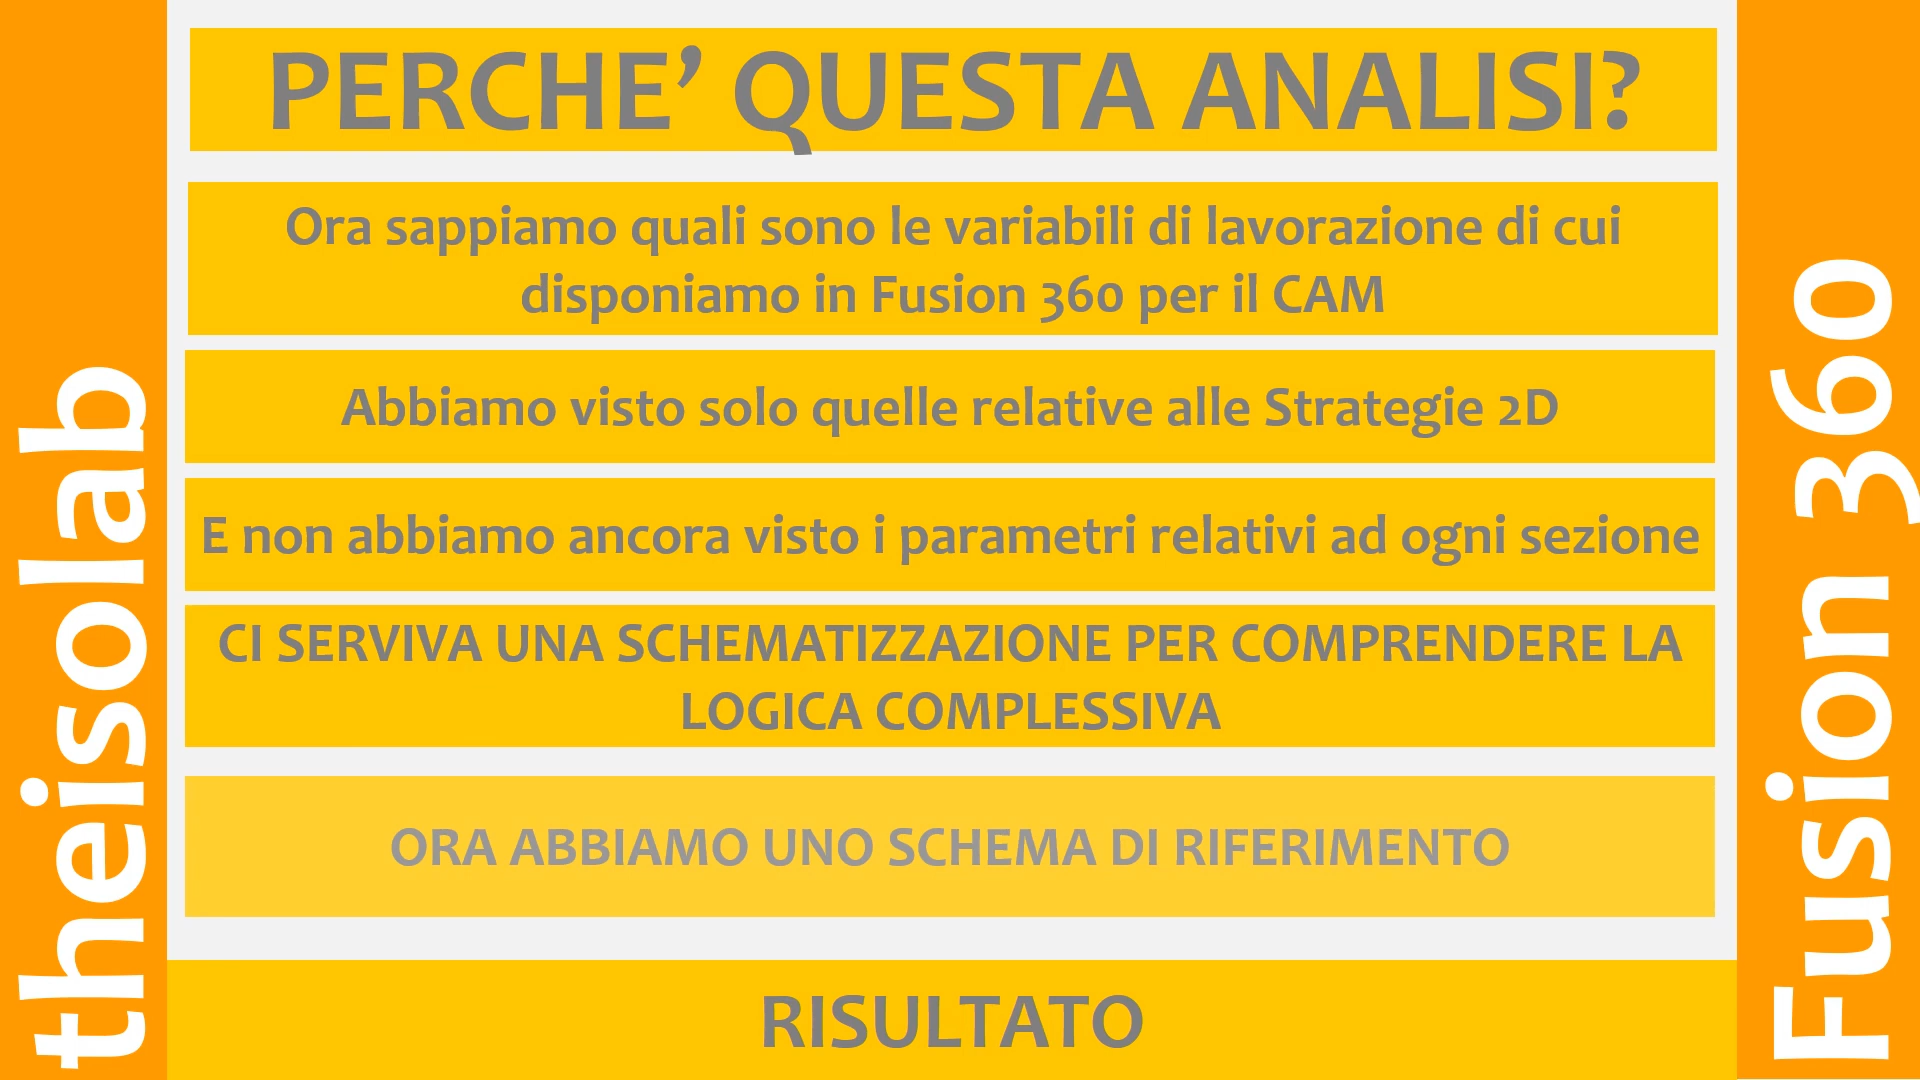 PERCHE’ QUESTA ANALISI?
Ora sappiamo quali sono le variabili di lavorazione di cui
disponiamo in Fusion 360 per il CAM
Abbiamo visto solo quelle relative alle Strategie 2D
E non abbiamo ancora visto i parametri relativi ad ogni sezione
CI SERVIVA UNA SCHEMATIZZAZIONE PER COMPRENDERE LA
LOGICA COMPLESSIVA
ORA ABBIAMO UNO SCHEMA DI RIFERIMENTO
RISULTATO
theisolab
Fusion 360